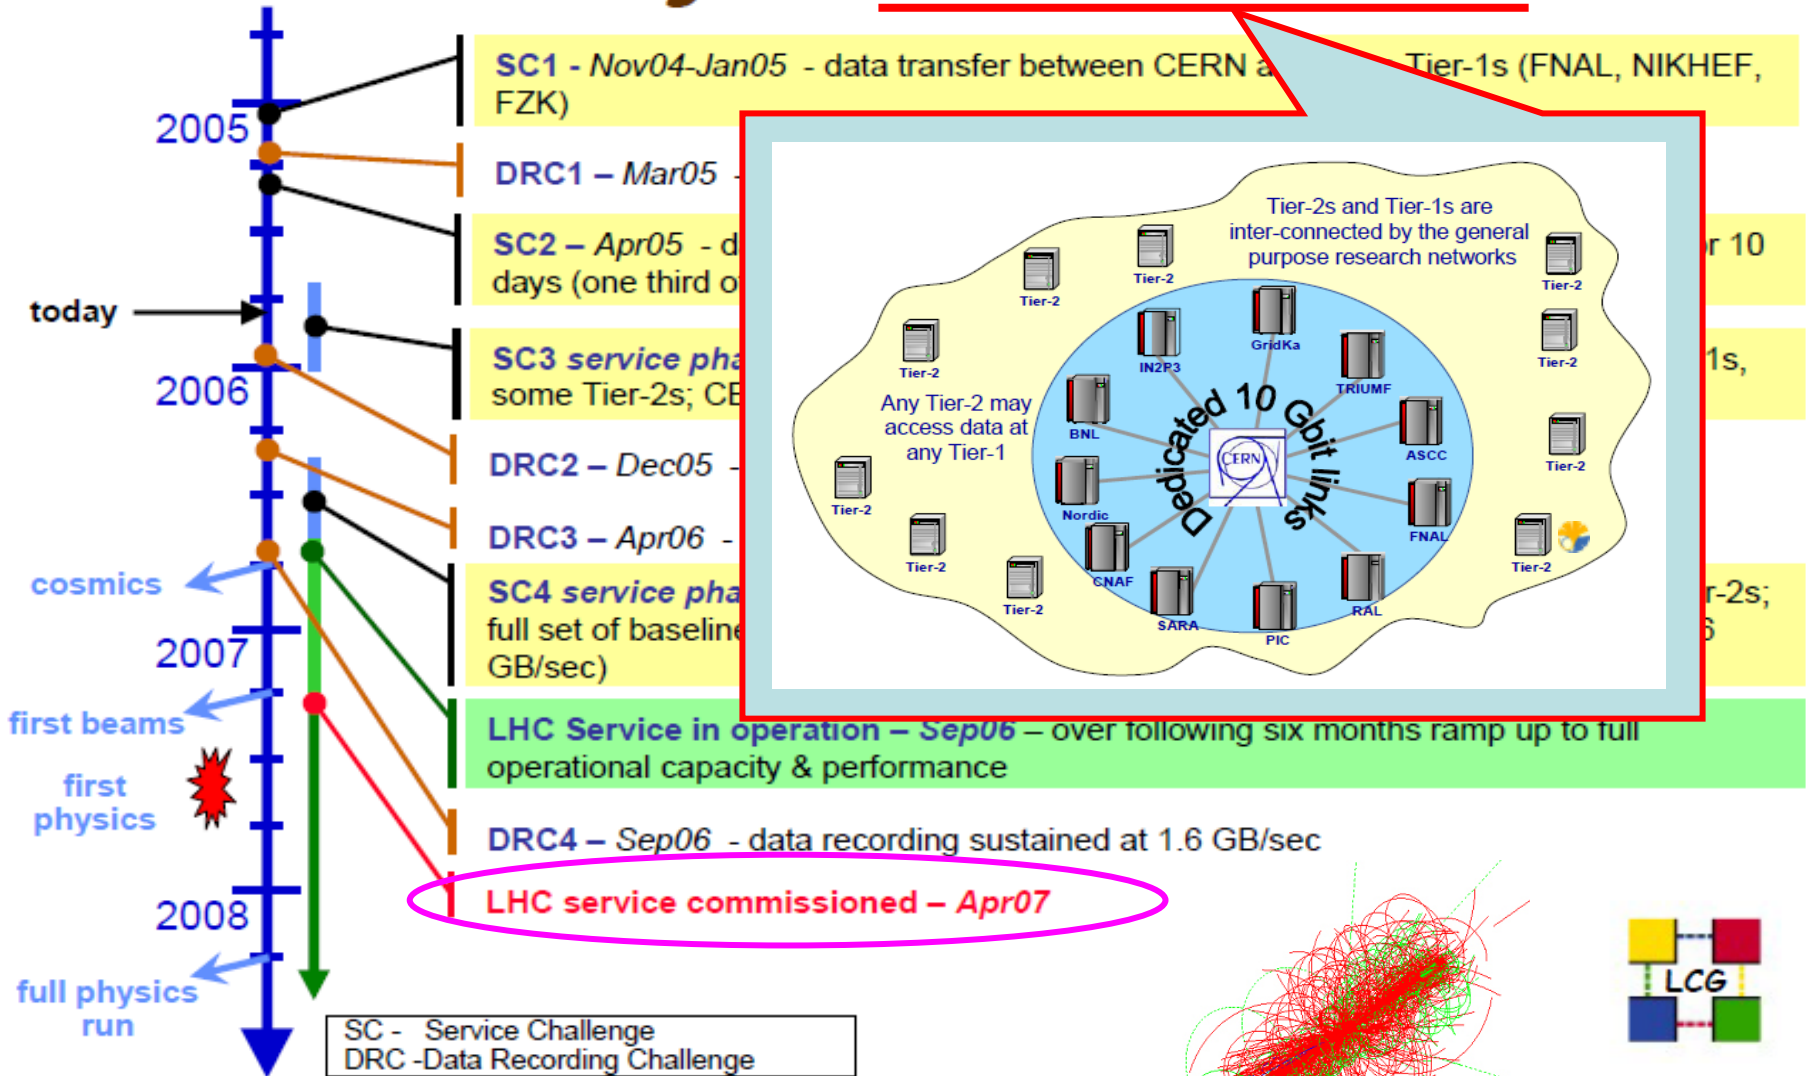 SC1 - Nov04-Jan05 - data transfer between CERN a Tier-1s (FNAL, NIKHEF,
FZK)
2005
DRC1 – Mar05 -
SC2 – Apr05 - d r 10
days (one third o
today
SC3 service pha 1s,
some Tier-2s; CE
2006
DRC2 – Dec05 -
DRC3 – Apr06 -
cosmics
SC4 service pha r-2s;
full set of baseline 6
GB/sec)
2007
first beams
LHC Service in operation – Sep06 – over following six months ramp up to full
operational capacity & performance
first
physics
DRC4 – Sep06 - data recording sustained at 1.6 GB/sec
LHC service commissioned – Apr07
2008
full physics
run
SC - Service Challenge
DRC -Data Recording Challenge
Tier-2s and Tier-1s are
inter-connected by the general
purpose research networks
Any Tier-2 may
access data at
any Tier-1
Tier-2
Tier-2
Tier-2
Tier-2
Tier-2
Tier-2
Tier-2
Tier-2
Tier-2
Tier-2
Tier-2
GridKa
IN2P3
TRIUMF
BNL
ASCC
Nordic
FNAL
CNAF
RAL
SARA
PIC
Dedicated 10 Gbit links
CERN
LCG